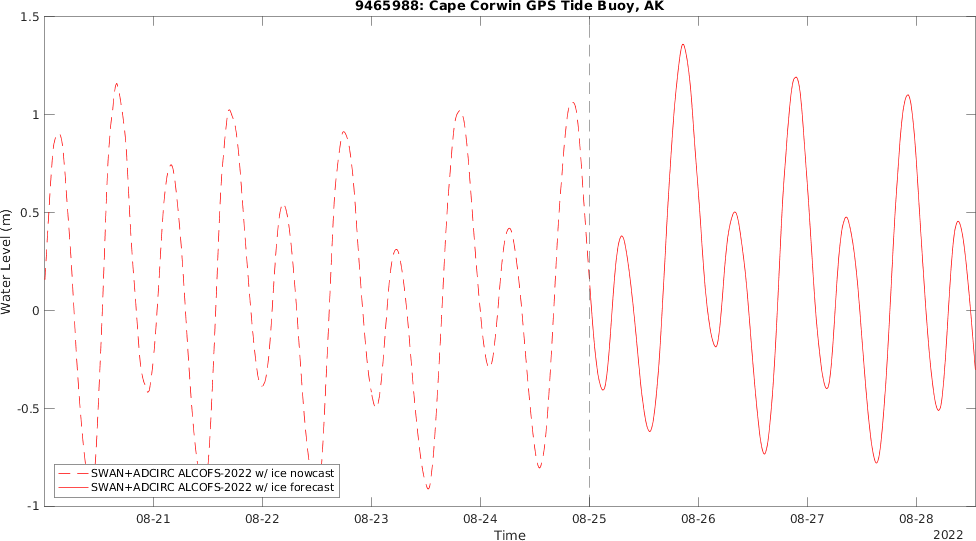 9465988: Cape Corwin GPS Tide Buoy, AK
1.5
1
0.5
0
-0.5
-1
Water Level (m)
SWAN+ADCIRC ALCOFS-2022 w/ ice nowcast
SWAN+ADCIRC ALCOFS-2022 w/ ice forecast
08-21 08-22 08-23 08-24 08-25 08-26 08-27 08-28
Time
2022